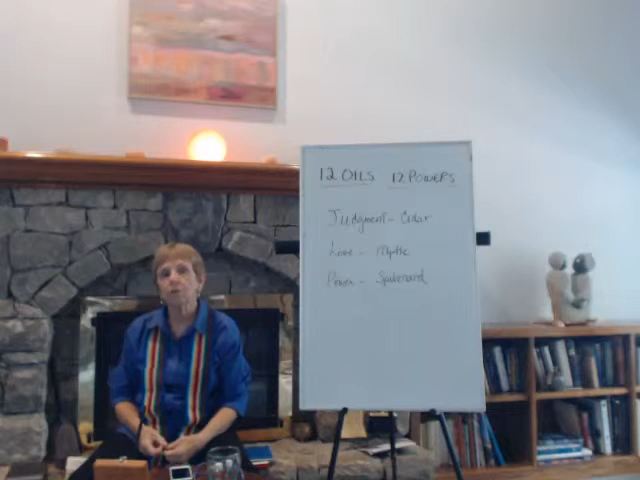 12 OILS 12 POWERS
Judgment - Cedar
Love - Myrtle
Power - Spikenard